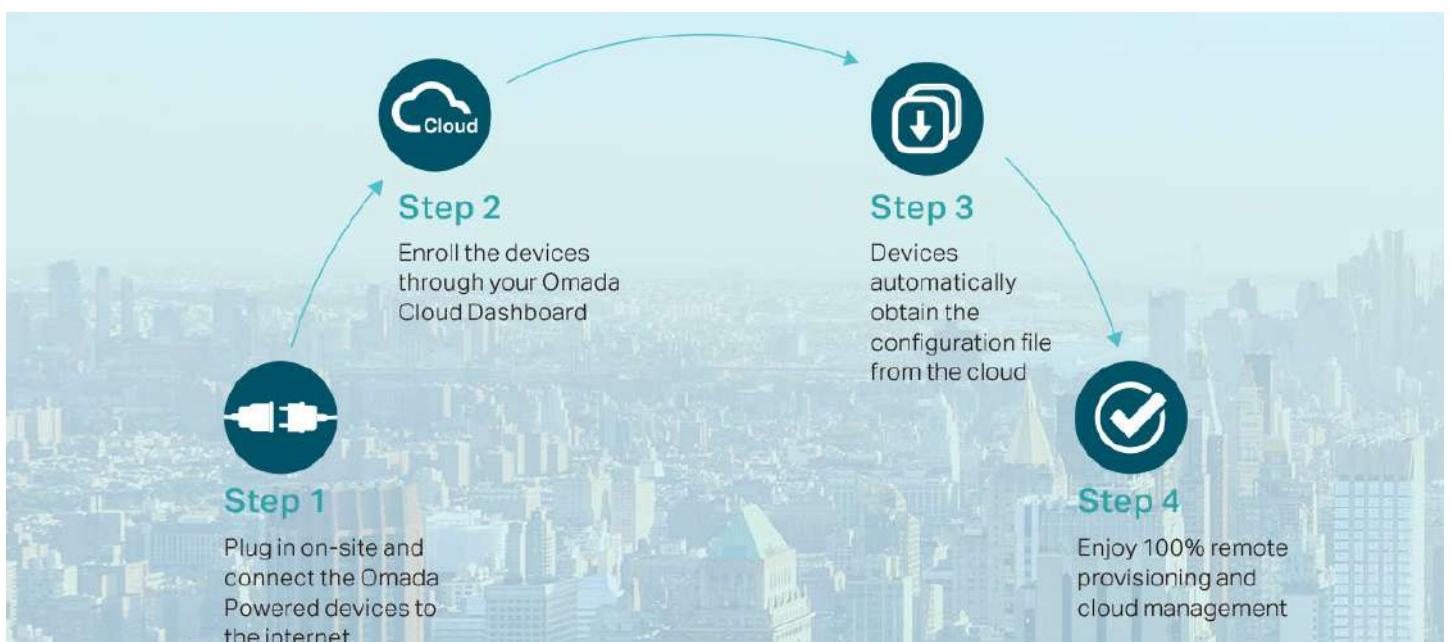 Cloud
Step 2
Enroll the devices
through your Omada
Cloud Dashboard
Step 3
Devices
automatically
obtain the
configuration file
from the cloud
Step 1
Plug in on-site and
connect the Omada
Powered devices to
the internet
Step 4
Enjoy 100% remote
provisioning and
cloud management